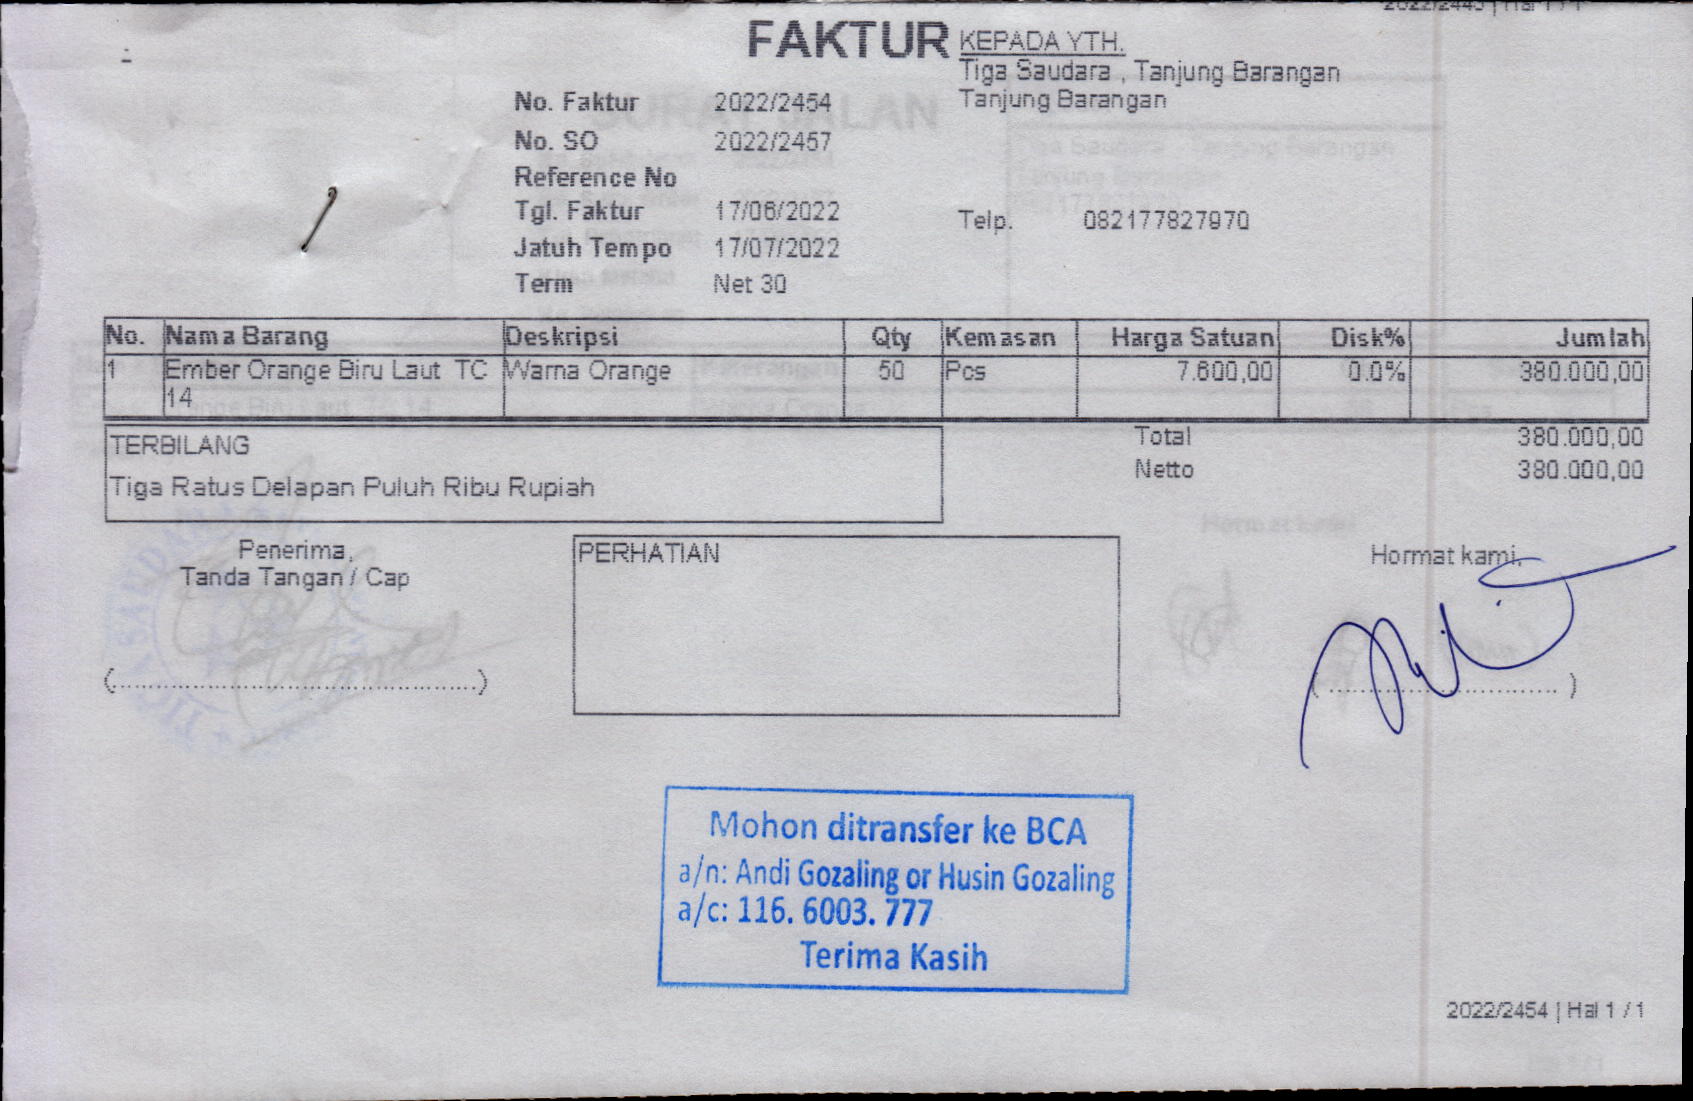 FAKTUR
KEPADA YTH.
Tiga Saudara , Tanjung Barangan
Tanjung Barangan
No. Faktur 2022/2454
No. SO 2022/2457
Reference No
Tgl. Faktur 17/06/2022
Telp. 082177827970
Jatuh Tempo 17/07/2022
Term Net 30
No. Nama Barang Deskripsi Qty Kemasan Harga Satuan Disk% Jumlah
1 Ember Orange Biru Laut TC Warna Orange 50 Pcs 7.600,00 0.0% 380.000,00
14
TERBILANG
Total 380.000,00
Netto 380.000,00
Tiga Ratus Delapan Puluh Ribu Rupiah
Penerima,
Tanda Tangan / Cap
PERHATIAN
Hormat kami,
(..........................................................)
(.................................... )
Mohon ditransfer ke BCA
a/n: Andi Gozaling or Husin Gozaling
a/c: 116. 6003. 777
Terima Kasih
2022/2454 | Hal 1 / 1